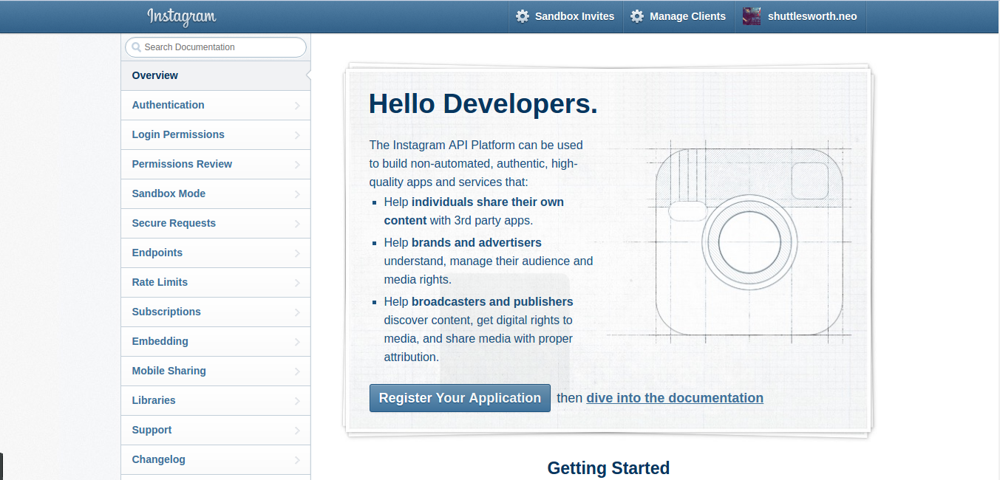 Instagram
Sandbox Invites
Manage Clients
shuttlesworth.neo
Search Documentation
Overview
Authentication
Login Permissions
Permissions Review
Sandbox Mode
Secure Requests
Endpoints
Rate Limits
Subscriptions
Embedding
Mobile Sharing
Libraries
Support
Changelog
Hello Developers.
The Instagram API Platform can be used
to build non-automated, authentic, high-
quality apps and services that:
Help individuals share their own
content with 3rd party apps.
Help brands and advertisers
understand, manage their audience and
media rights.
Help broadcasters and publishers
discover content, get digital rights to
media, and share media with proper
attribution.
Register Your Application then dive into the documentation
Getting Started